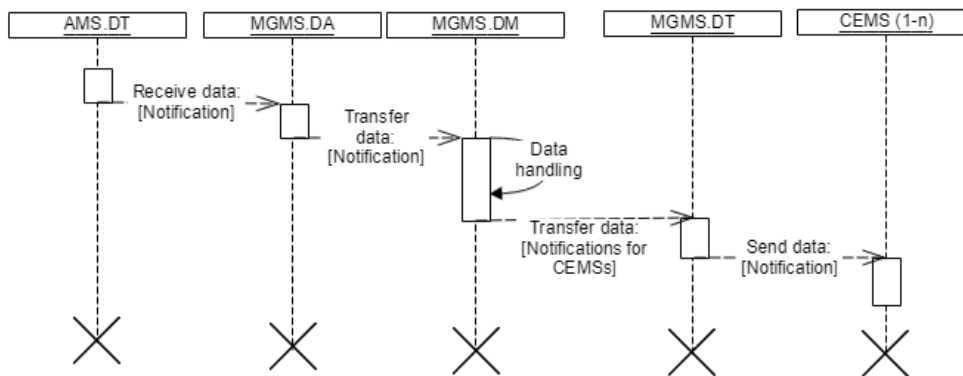 AMS.DT
MGMS.DA
MGMS.DM
MGMS.DT
CEMS (1-n)
Receive data:
[Notification]
Transfer
data:
[Notification]
Data
handling
Transfer data:
[Notifications for
CEMSs]
Send data:
[Notification]